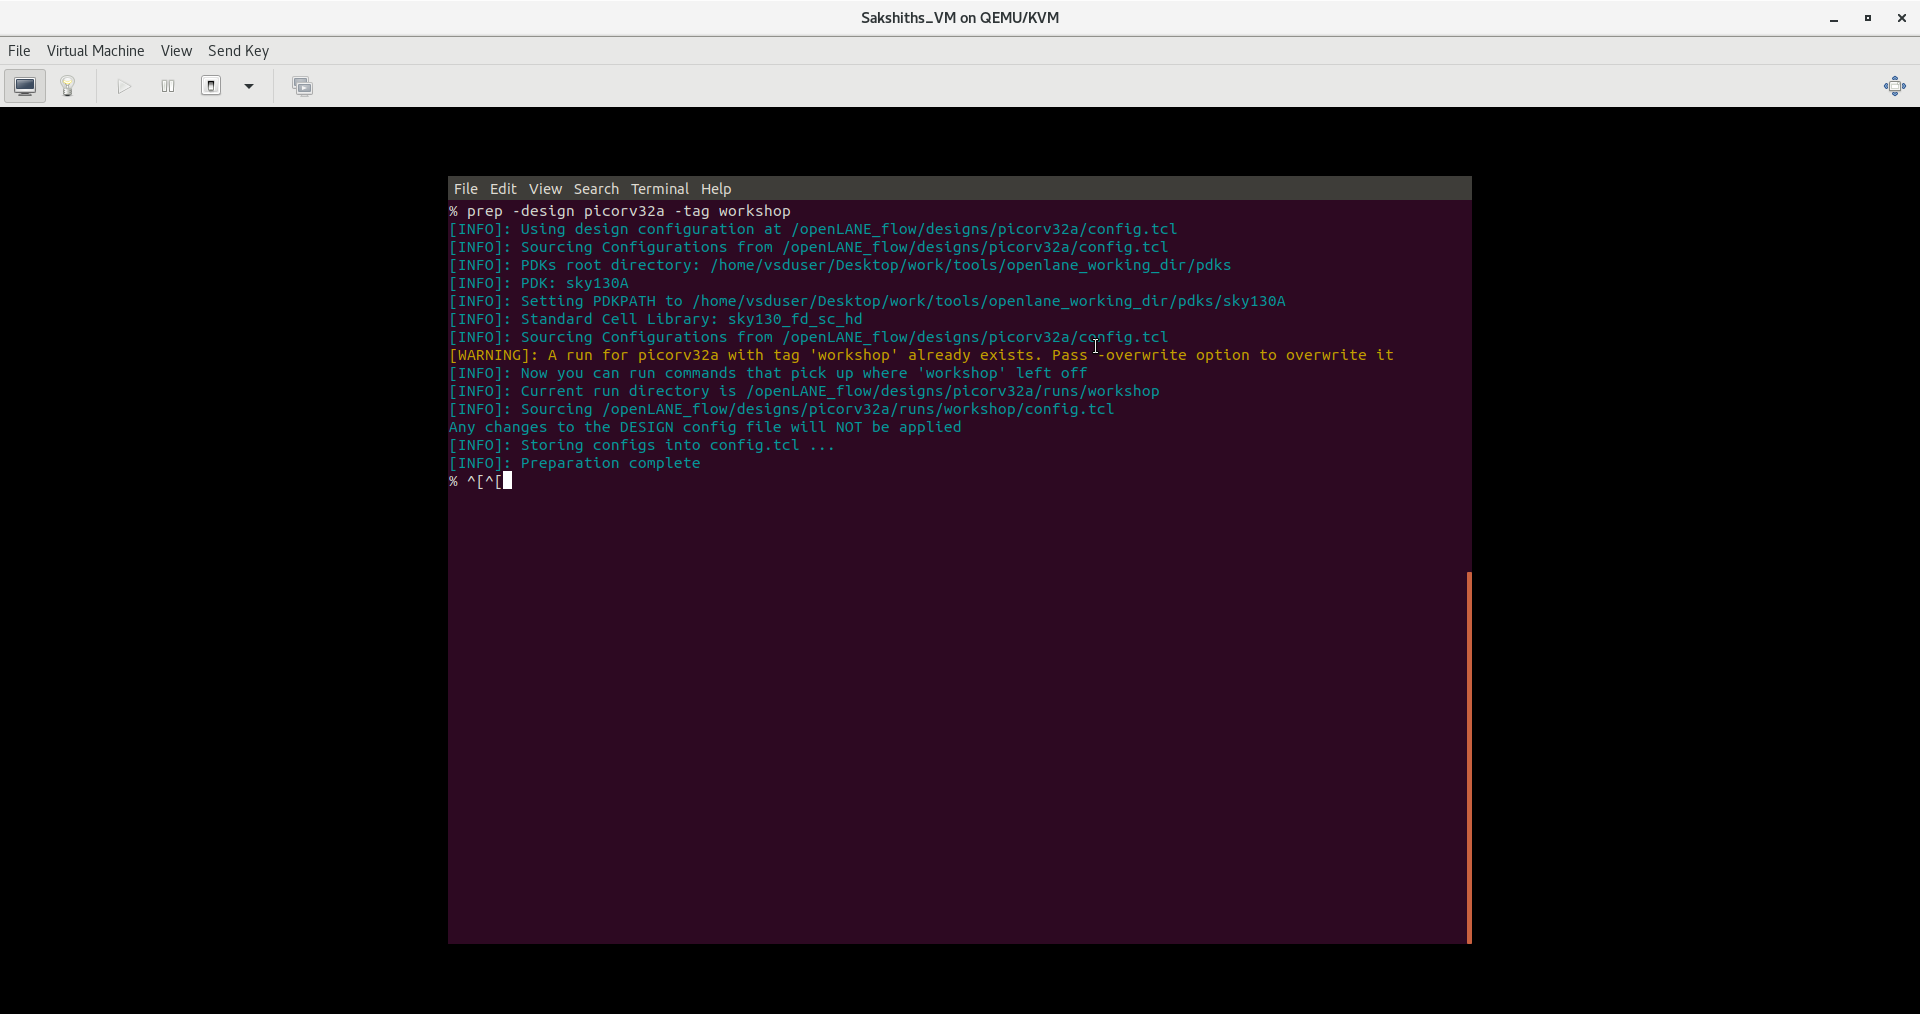 Sakshiths_VM on QEMU/KVM
File Virtual Machine View Send Key
File Edit View Search Terminal Help
% prep -design picorv32a -tag workshop
[INFO]: Using design configuration at /openLANE_flow/designs/picorv32a/config.tcl
[INFO]: Sourcing Configurations from /openLANE_flow/designs/picorv32a/config.tcl
[INFO]: PDKs root directory: /home/vsduser/Desktop/work/tools/openlane_working_dir/pdks
[INFO]: PDK: sky130A
[INFO]: Setting PDKPATH to /home/vsduser/Desktop/work/tools/openlane_working_dir/pdks/sky130A
[INFO]: Standard Cell Library: sky130_fd_sc_hd
[INFO]: Sourcing Configurations from /openLANE_flow/designs/picorv32a/config.tcl
[WARNING]: A run for picorv32a with tag 'workshop' already exists. Pass -overwrite option to overwrite it
[INFO]: Now you can run commands that pick up where 'workshop' left off
[INFO]: Current run directory is /openLANE_flow/designs/picorv32a/runs/workshop
[INFO]: Sourcing /openLANE_flow/designs/picorv32a/runs/workshop/config.tcl
Any changes to the DESIGN config file will NOT be applied
[INFO]: Storing configs into config.tcl ...
[INFO]: Preparation complete
% ^[^[